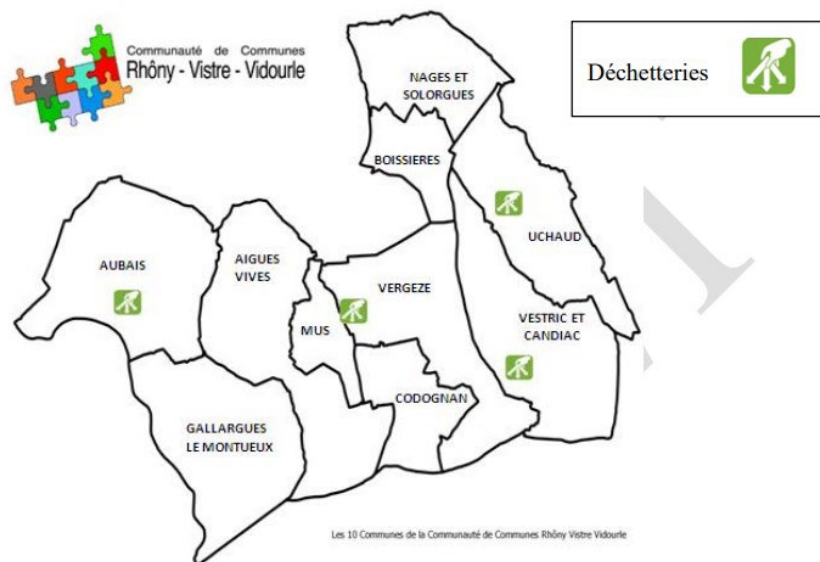 Communauté de Communes
Rhôny - Vistre - Vidourle
Déchetteries
NAGES ET
SOLORGUES
BOISSIERES
UCHAUD
AUBAIS
AIGUES
VIVES
VERGEZE
MUS
VESTRIC ET
CANDIAC
CODOGNAN
GALLARGUES
LE MONTUEUX
Les 10 Communes de la Communauté de Communes Rhôny Vistre Vidourle